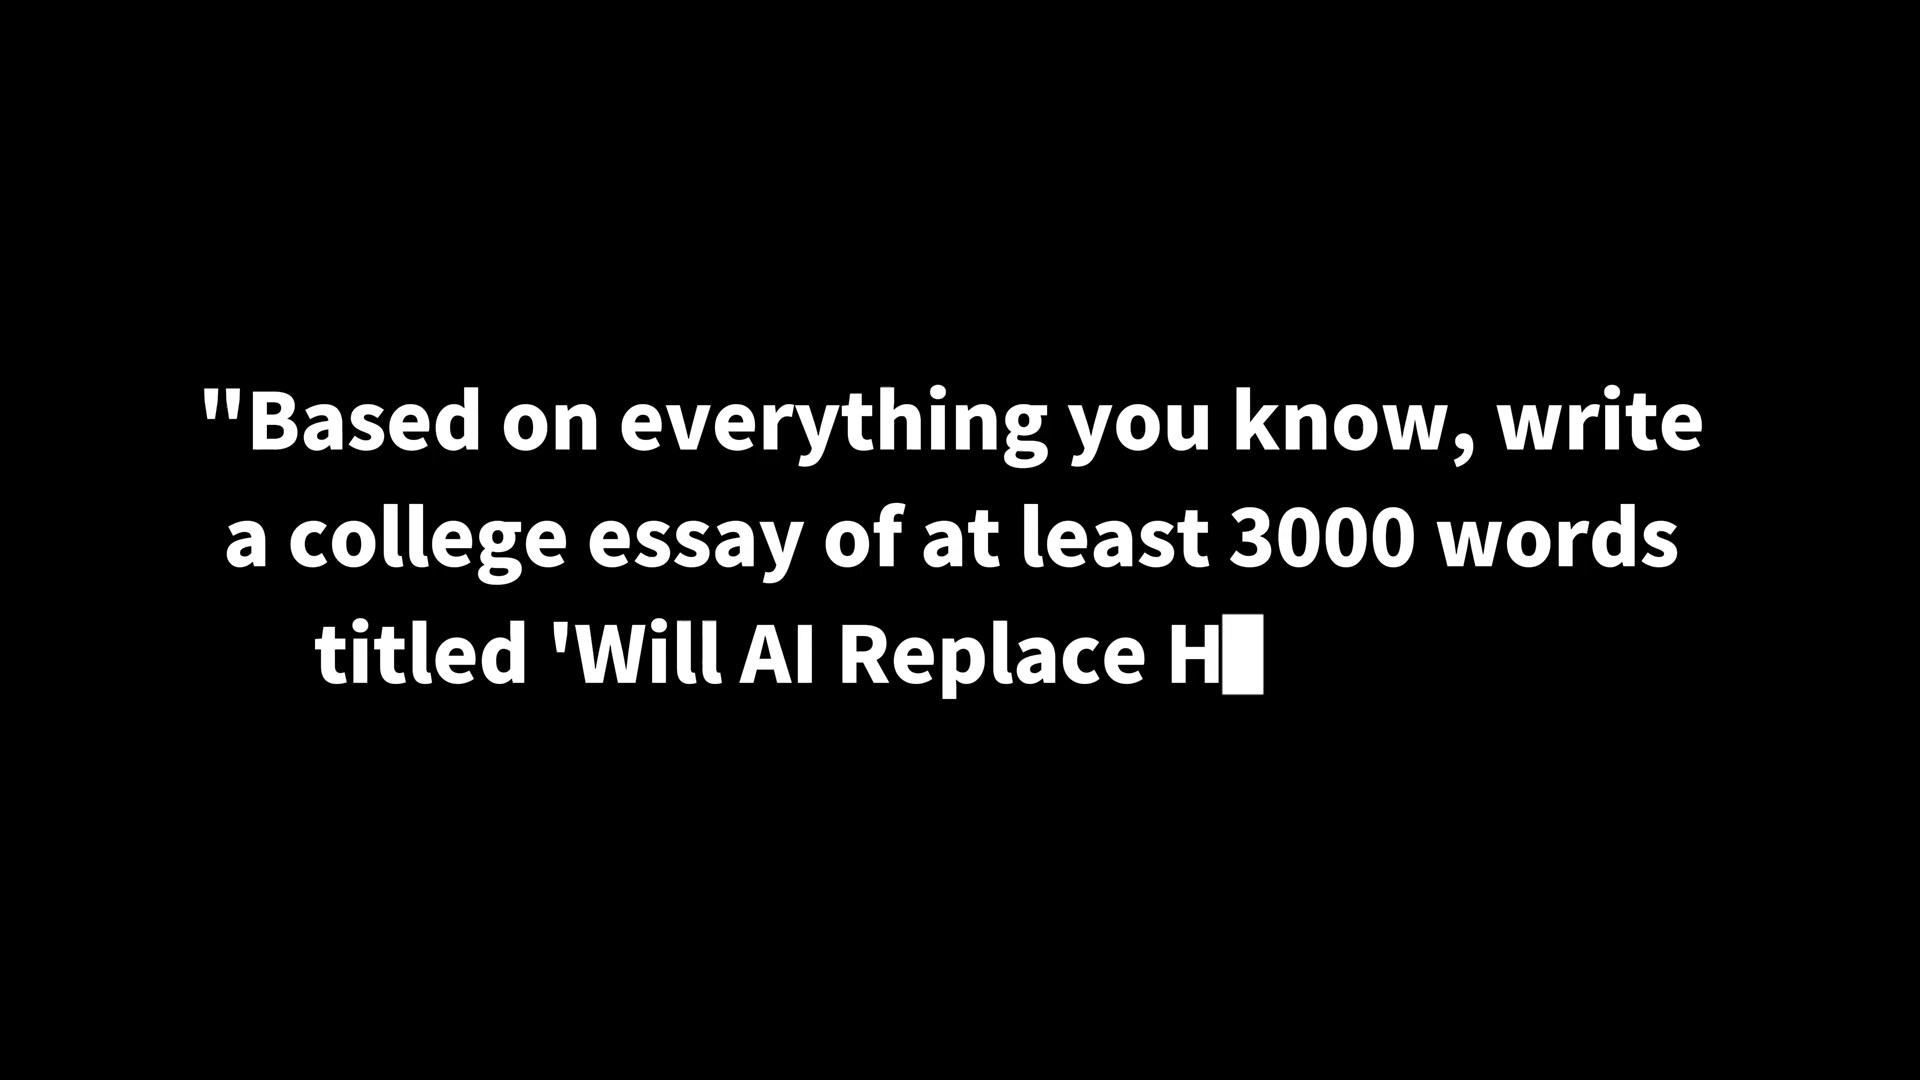 "Based on everything you know, write
a college essay of at least 3000 words
titled 'Will AI Replace H